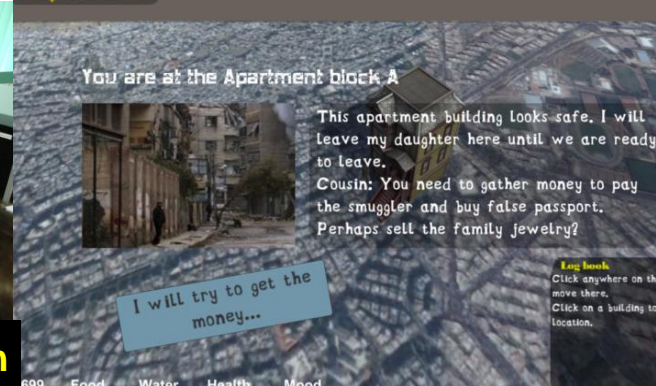 You are at the Apartment block A
This apartment building looks safe. I will
leave my daughter here until we are ready
to leave.
Cousin: You need to gather money to pay
the smuggler and buy false passport.
Perhaps sell the family jewelry?
I will try to get the
money...
Log book
Click anywhere on th
move there.
Click on a building to
location.
699 Food Water Health Mood